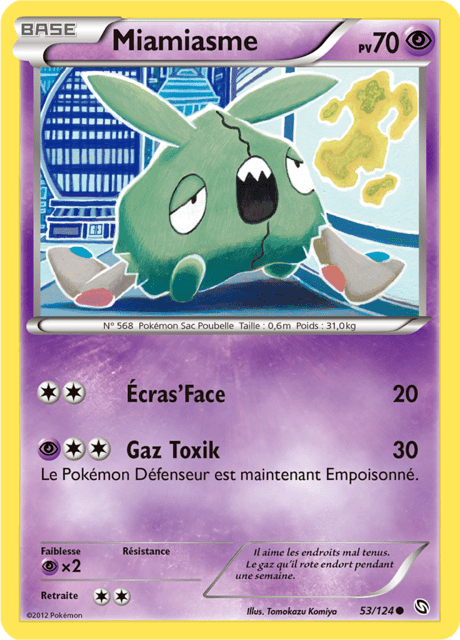 BASE Miamiasme PV70
N° 568 Pokémon Sac Poubelle Taille : 0,6m Poids : 31,0kg
Écras'Face 20
Gaz Toxik 30
Le Pokémon Défenseur est maintenant Empoisonné.
Faiblesse Résistance
×2
Retraite
Il aime les endroits mal tenus.
Le gaz qu'il rote endort pendant
une semaine.
©2012 Pokémon Illus. Tomokazu Komiya 53/124